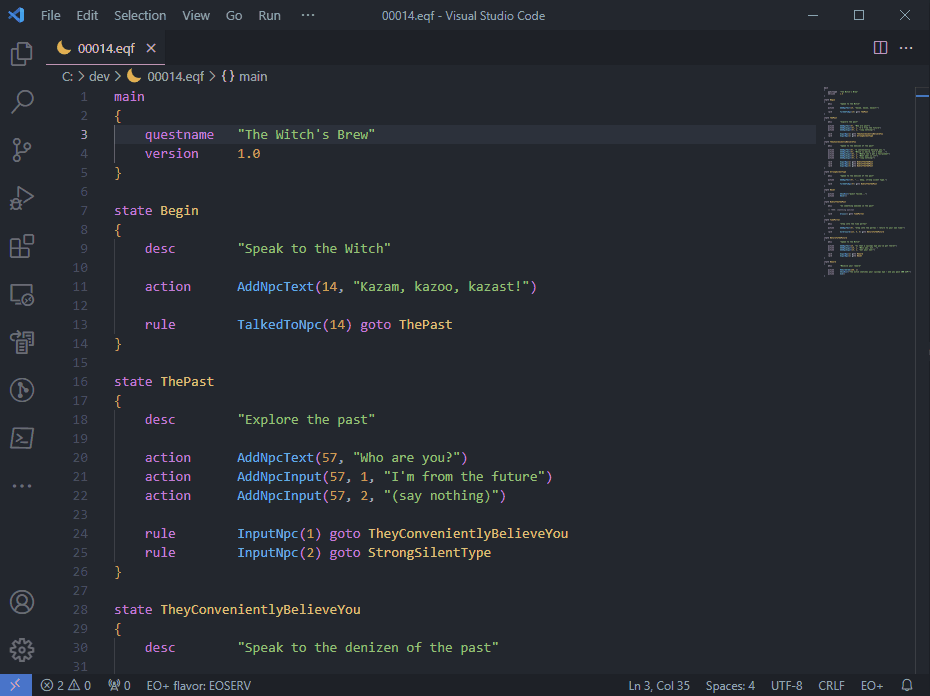 File Edit Selection View Go Run ··· 00014.eqf - Visual Studio Code
00014.eqf
C: > dev > 00014.eqf > {} main
1 main
2 {
3 questname "The Witch's Brew"
4 version 1.0
5 }
6
7 state Begin
8 {
9 desc "Speak to the Witch"
10
11 action AddNpcText(14, "Kazam, kazoo, kazast!")
12
13 rule TalkedToNpc(14) goto ThePast
14 }
15
16 state ThePast
17 {
18 desc "Explore the past"
19
20 action AddNpcText(57, "Who are you?")
21 action AddNpcInput(57, 1, "I'm from the future")
22 action AddNpcInput(57, 2, "(say nothing)")
23
24 rule InputNpc(1) goto TheyConvenientlyBelieveYou
25 rule InputNpc(2) goto StrongSilentType
26 }
27
28 state TheyConvenientlyBelieveYou
29 {
30 desc "Speak to the denizen of the past"
31
2 0 0 EO+ flavor: EOSERV Ln 3, Col 35 Spaces: 4 UTF-8 CRLF EO+